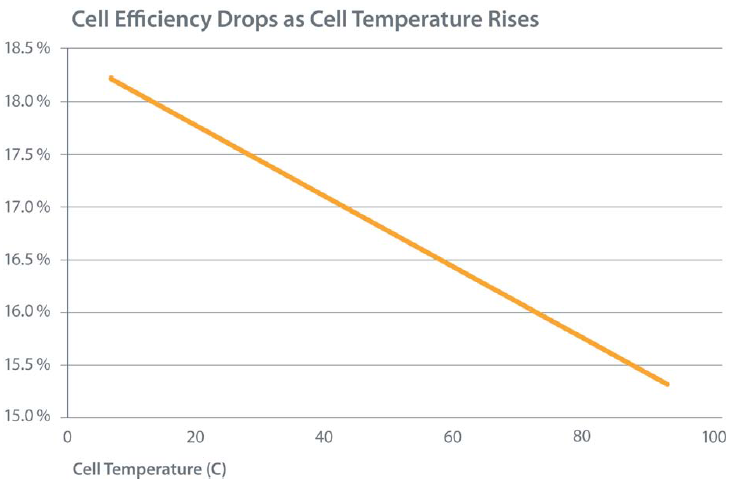 Cell Efficiency Drops as Cell Temperature Rises
18.5 %
18.0 %
17.5 %
17.0 %
16.5 %
16.0 %
15.5 %
15.0 %
0 20 40 60 80 100
Cell Temperature (C)